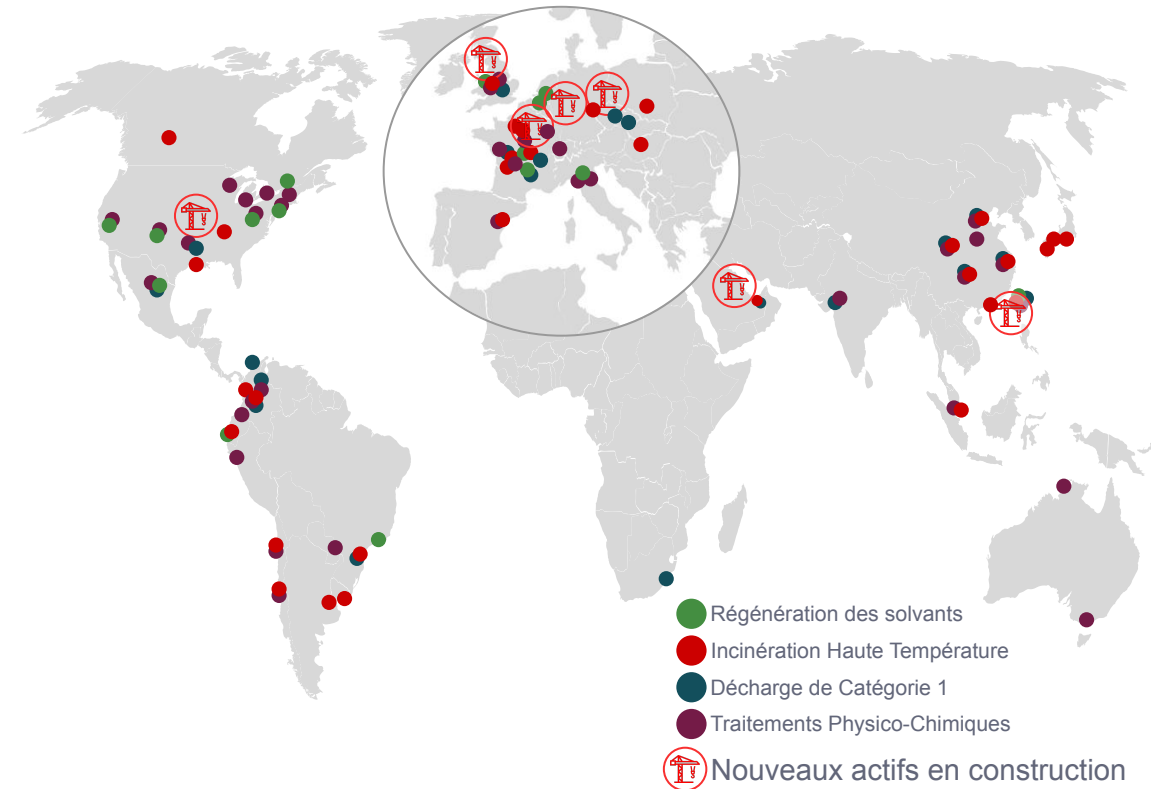 Régénération des solvants
Incinération Haute Température
Décharge de Catégorie 1
Traitements Physico-Chimiques
Nouveaux actifs en construction